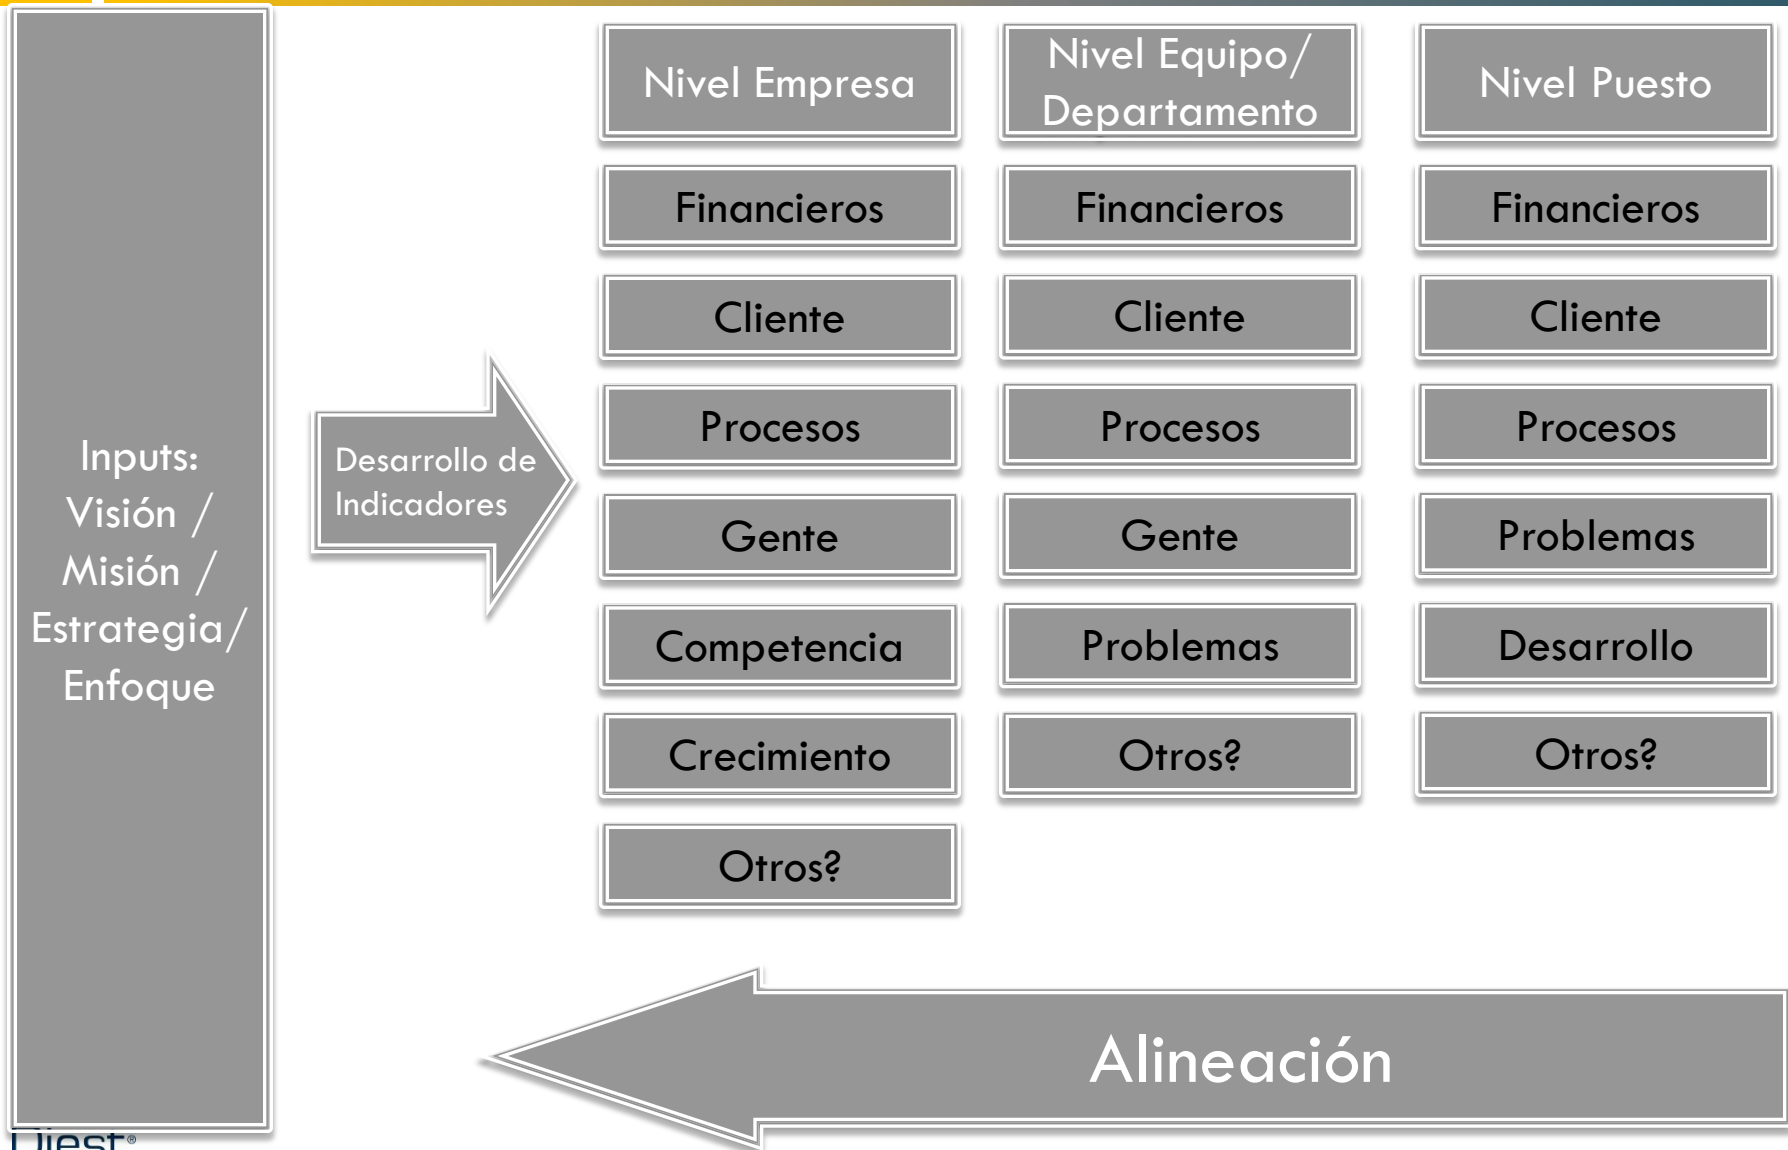 Inputs:
Visión /
Misión /
Estrategia/
Enfoque
Desarrollo de
Indicadores
Nivel Empresa
Financieros
Cliente
Procesos
Gente
Competencia
Crecimiento
Otros?
Nivel Equipo/
Departamento
Financieros
Cliente
Procesos
Gente
Problemas
Otros?
Nivel Puesto
Financieros
Cliente
Procesos
Problemas
Desarrollo
Otros?
Alineación
Diest®